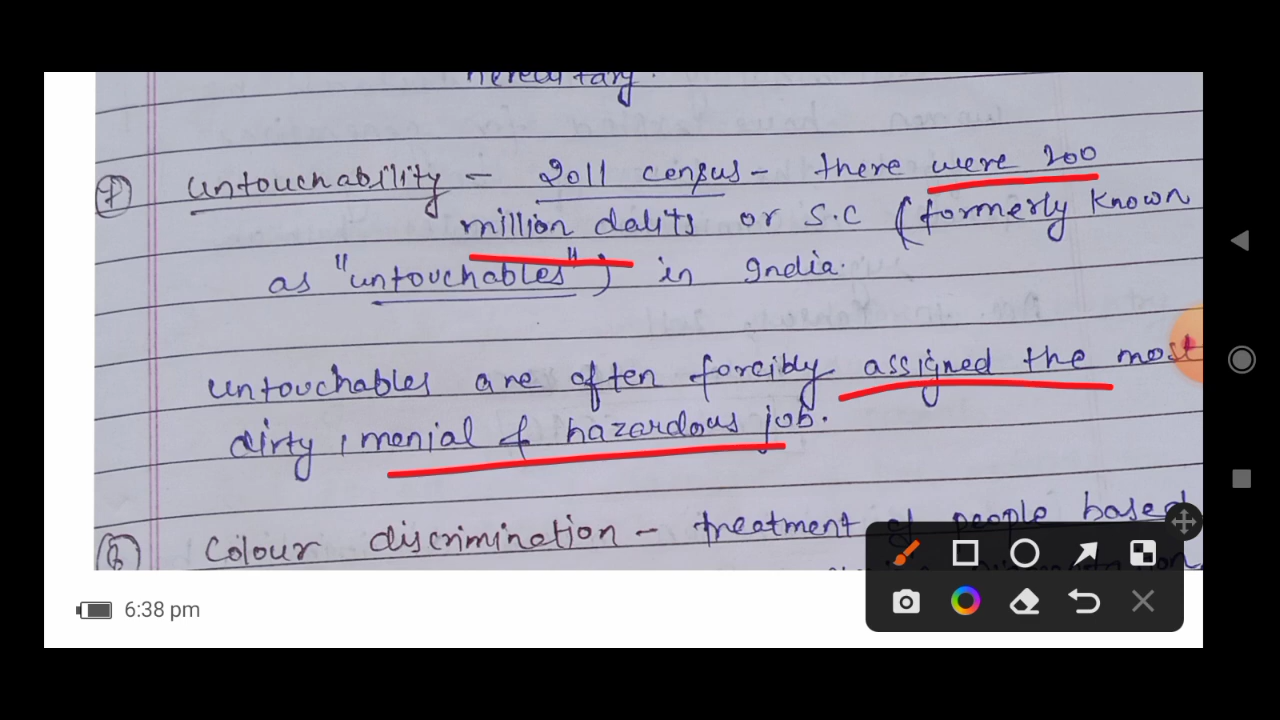 hereditary.
7 Untouchability - 2011 census - there were 200
million dalits or S.C (formerly known
as "untouchables") in India.
Untouchables are often forcibly assigned the most
dirty, menial & hazardous job.
8 Colour discrimination - treatment of people based
6:38 pm